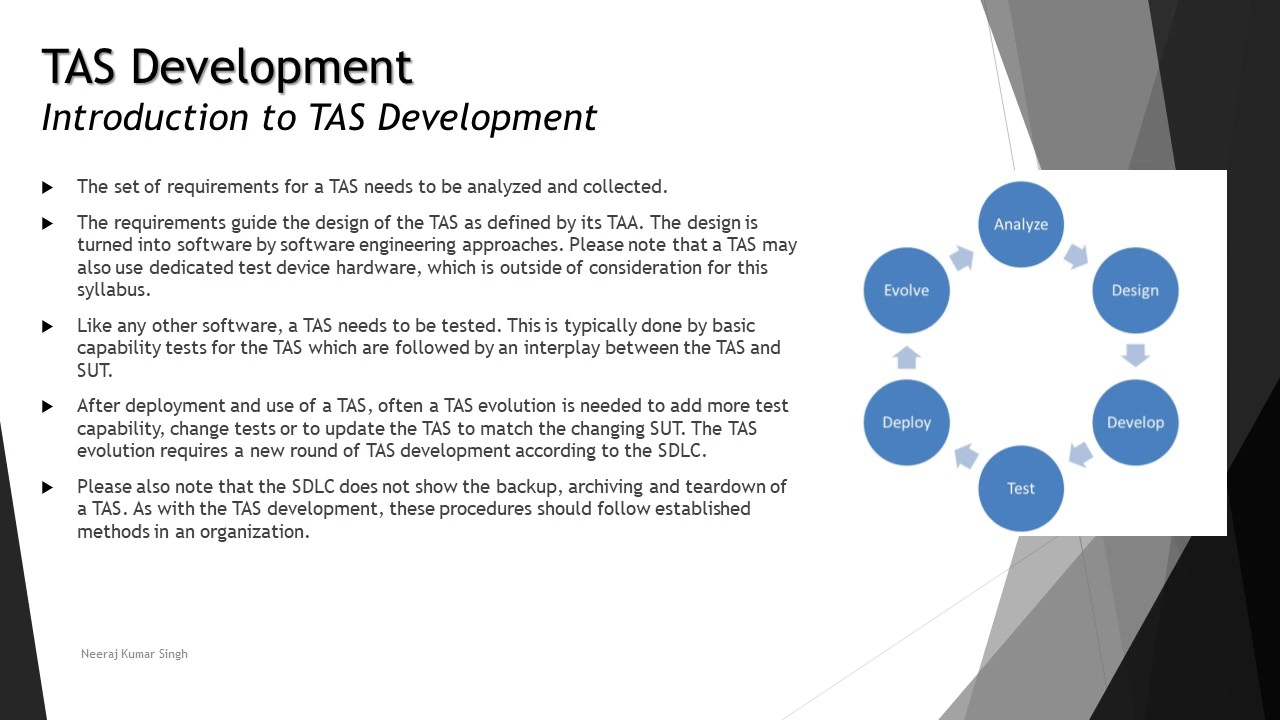 TAS Development
Introduction to TAS Development
The set of requirements for a TAS needs to be analyzed and collected.
The requirements guide the design of the TAS as defined by its TAA. The design is
turned into software by software engineering approaches. Please note that a TAS may
also use dedicated test device hardware, which is outside of consideration for this
syllabus.
Like any other software, a TAS needs to be tested. This is typically done by basic
capability tests for the TAS which are followed by an interplay between the TAS and
SUT.
After deployment and use of a TAS, often a TAS evolution is needed to add more test
capability, change tests or to update the TAS to match the changing SUT. The TAS
evolution requires a new round of TAS development according to the SDLC.
Please also note that the SDLC does not show the backup, archiving and teardown of
a TAS. As with the TAS development, these procedures should follow established
methods in an organization.
Analyze
Design
Develop
Test
Deploy
Evolve
Neeraj Kumar Singh